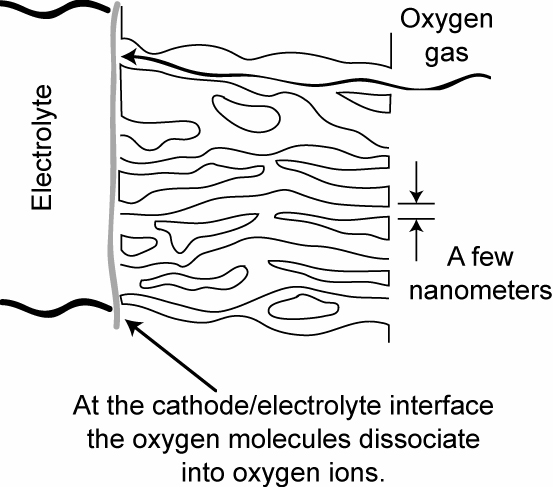 Oxygen
gas
Electrolyte
A few
nanometers
At the cathode/electrolyte interface
the oxygen molecules dissociate
into oxygen ions.